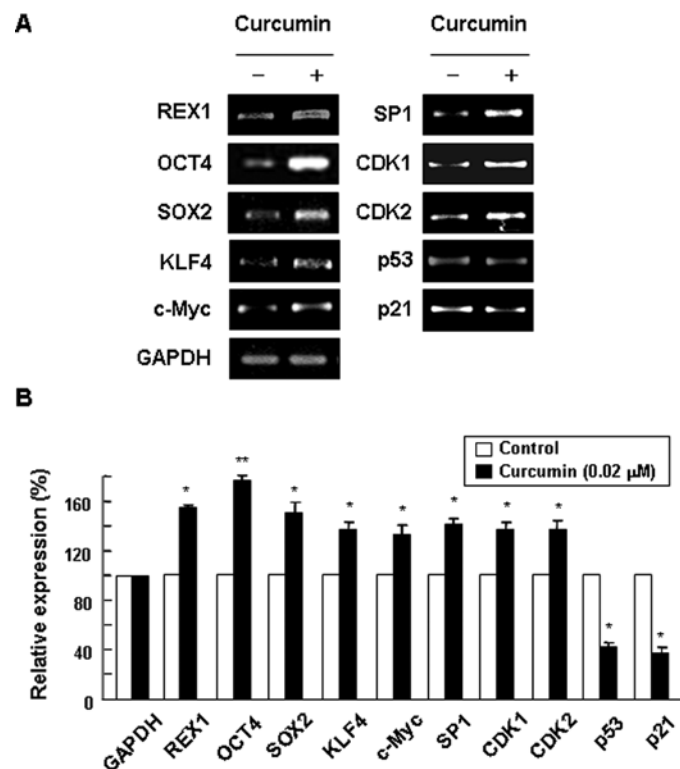 A
Curcumin
Curcumin
− +
− +
REX1
SP1
OCT4
CDK1
SOX2
CDK2
KLF4
p53
c-Myc
p21
GAPDH
B
Control
Curcumin (0.02 µM)
Relative expression (%)
160
120
80
40
0
*
**
*
*
*
*
*
*
*
*
GAPDH
REX1
OCT4
SOX2
KLF4
c-Myc
SP1
CDK1
CDK2
p53
p21